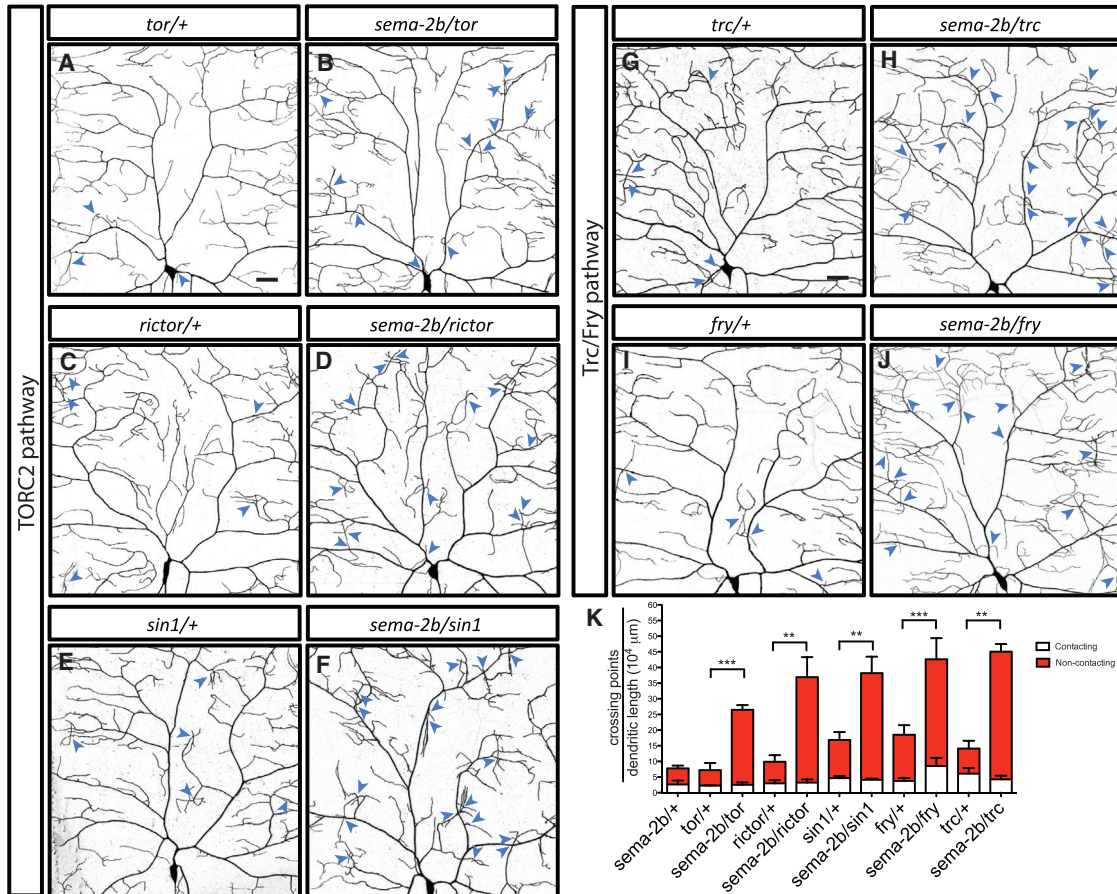 TORC2 pathway
tor/+
sema-2b/tor
A
B
rictor/+
sema-2b/rictor
C
D
sin1/+
sema-2b/sin1
E
F
Trc/Fry pathway
trc/+
sema-2b/trc
G
H
fry/+
sema-2b/fry
I
J
K
crossing points
dendritic length (10⁴ μm)
60
55
50
45
40
35
30
25
20
15
10
5
0
***
**
**
***
**
Contacting
Non-contacting
sema-2b/+
tor/+
sema-2b/tor
rictor/+
sema-2b/rictor
sin1/+
sema-2b/sin1
fry/+
sema-2b/fry
trc/+
sema-2b/trc